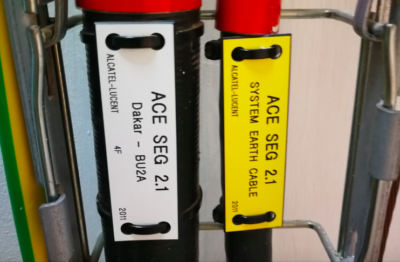 ACE SEG 2.1
Dakar - BU2A
ALCATEL-LUCENT 4F 2011
ACE SEG 2.1
SYSTEM EARTH CABLE
ALCATEL-LUCENT 2011